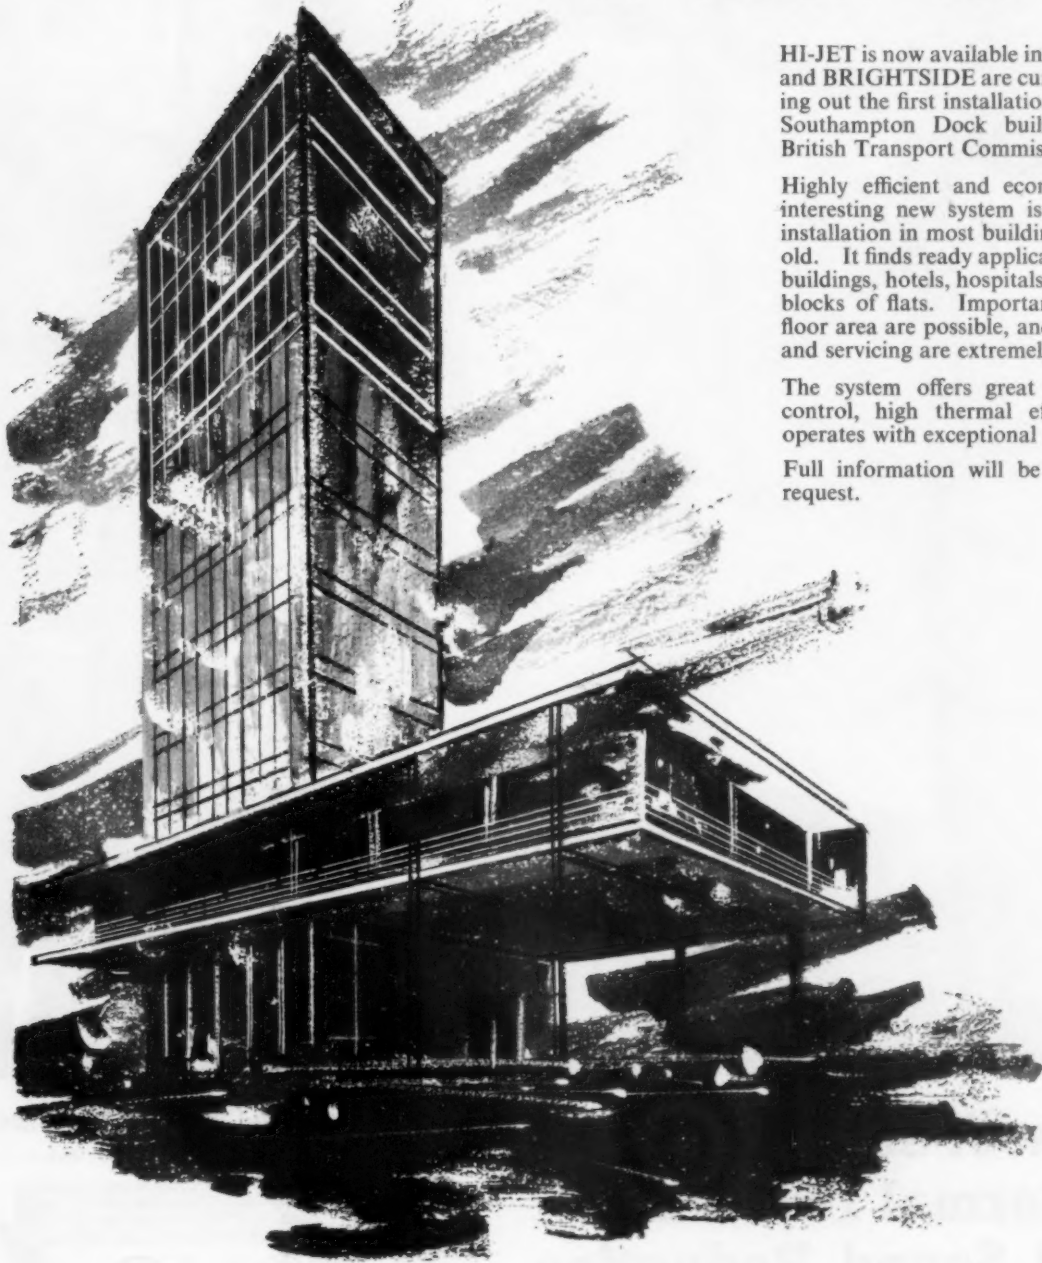 HI-JET is now available in
and BRIGHTSIDE are cu
ing out the first installatio
Southampton Dock buil
British Transport Commis
Highly efficient and econ
interesting new system is
installation in most buildin
old. It finds ready applica
buildings, hotels, hospitals
blocks of flats. Importan
floor area are possible, and
and servicing are extremel
The system offers great
control, high thermal ef
operates with exceptional
Full information will be
request.